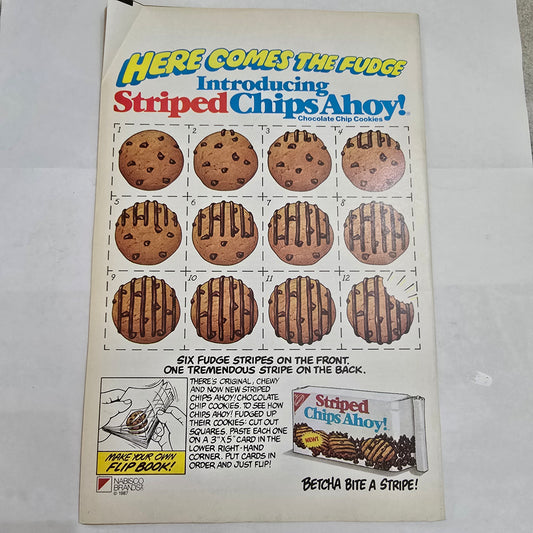 HERE COMES THE FUDGE
Introducing
Striped Chips Ahoy!®
Chocolate Chip Cookies
1 2 3 4
5 6 7 8
9 10 11 12
SIX FUDGE STRIPES ON THE FRONT.
ONE TREMENDOUS STRIPE ON THE BACK.
THERE'S ORIGINAL, CHEWY
AND NOW NEW STRIPED
CHIPS AHOY! CHOCOLATE
CHIP COOKIES. TO SEE HOW
CHIPS AHOY! FUDGED UP
THEIR COOKIES: CUT OUT
SQUARES. PASTE EACH ONE
ON A 3"X5" CARD IN THE
LOWER RIGHT-HAND
CORNER. PUT CARDS IN
ORDER, AND JUST FLIP!
MAKE YOUR OWN
FLIP BOOK!
NABISCO
BRANDS
© 1987
Striped
Chips Ahoy!
NEW!
BETCHA BITE A STRIPE!